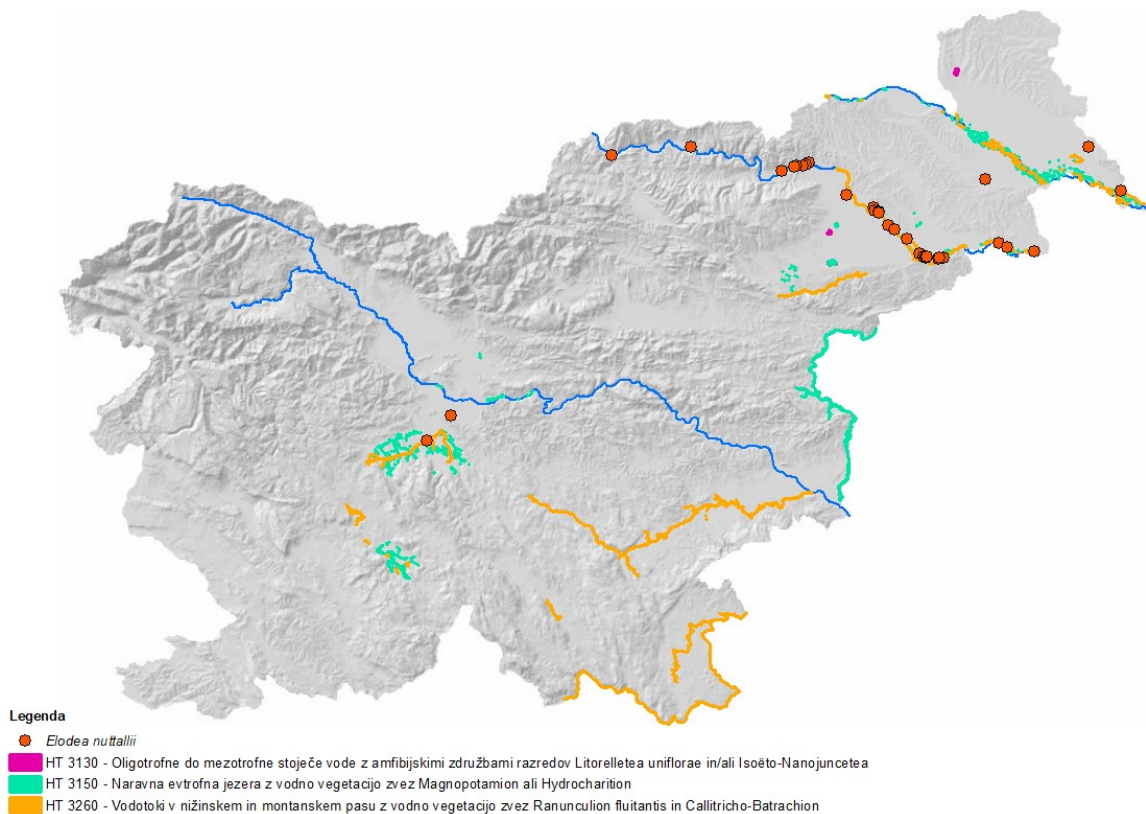 Legenda
Elodea nuttallii
HT 3130 - Oligotrofne do mezotrofne stoječe vode z amfibijskimi združbami razredov Litorelletea uniflorae in/ali Isoëto-Nanojuncetea
HT 3150 - Naravna evtrofna jezera z vodno vegetacijo zvez Magnopotamion ali Hydrocharition
HT 3260 - Vodotoki v nižinskem in montanskem pasu z vodno vegetacijo zvez Ranunculion fluitantis in Callitricho-Batrachion